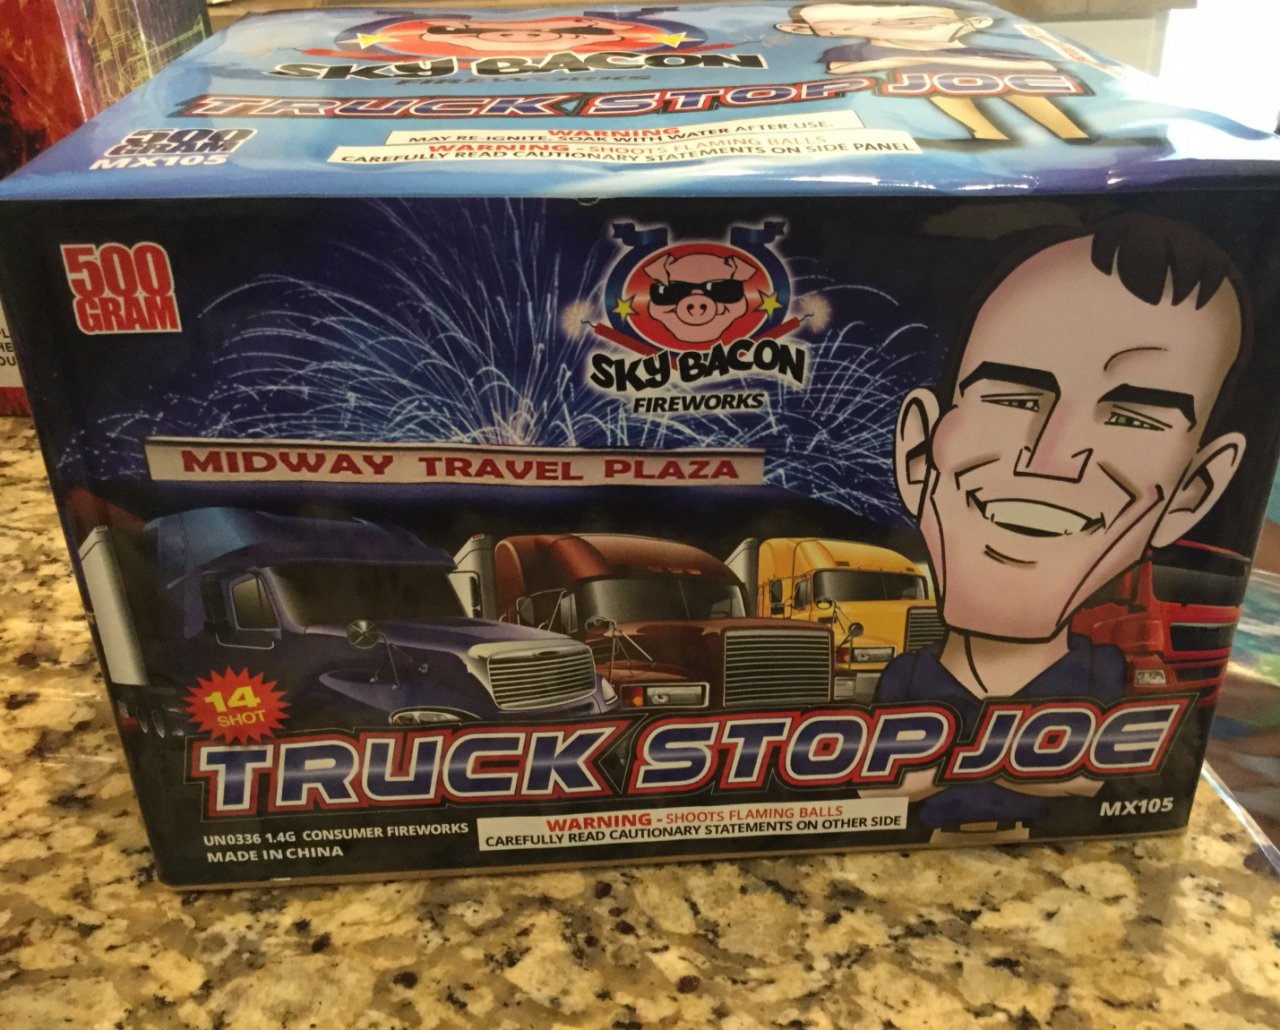 SKY BACON
FIREWORKS
TRUCK STOP JOE
500
GRAM
MX105
WARNING
MAY RE-IGNITE. SOAK WITH WATER AFTER USE.
WARNING - SHOOTS FLAMING BALLS
CAREFULLY READ CAUTIONARY STATEMENTS ON SIDE PANEL
500
GRAM
SKY BACON
FIREWORKS
MIDWAY TRAVEL PLAZA
14
SHOT
TRUCK STOP JOE
UN0336 1.4G CONSUMER FIREWORKS
MADE IN CHINA
WARNING - SHOOTS FLAMING BALLS
CAREFULLY READ CAUTIONARY STATEMENTS ON OTHER SIDE
MX105